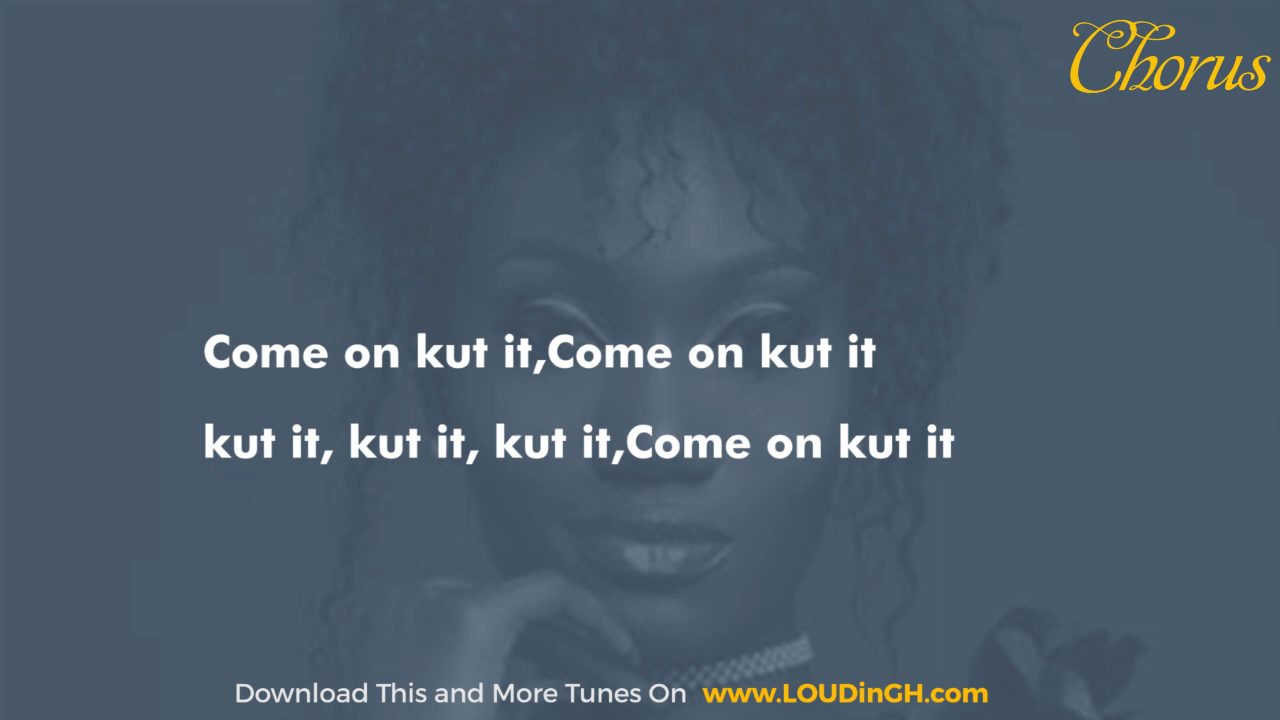 Chorus
Come on kut it,Come on kut it
kut it, kut it, kut it,Come on kut it
Download This and More Tunes On www.LOUDinGH.com